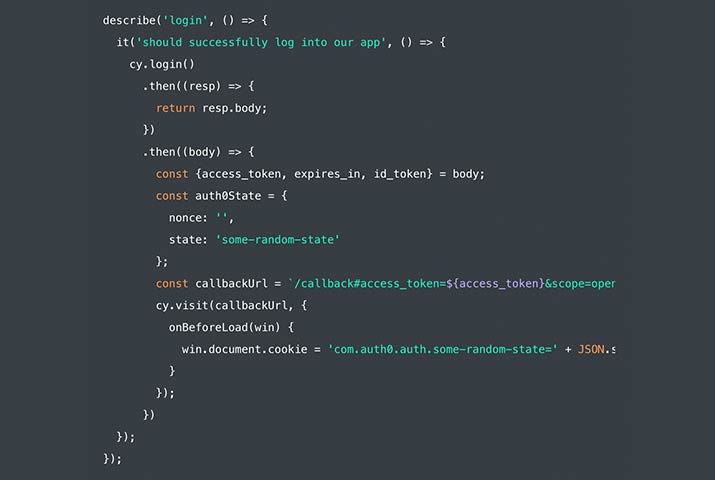 describe('login', () => {
it('should successfully log into our app', () => {
cy.login()
.then((resp) => {
return resp.body;
})
.then((body) => {
const {access_token, expires_in, id_token} = body;
const auth0State = {
nonce: '',
state: 'some-random-state'
};
const callbackUrl = `/callback#access_token=${access_token}&scope=open
cy.visit(callbackUrl, {
onBeforeLoad(win) {
win.document.cookie = 'com.auth0.auth.some-random-state=' + JSON.s
}
});
})
});
});